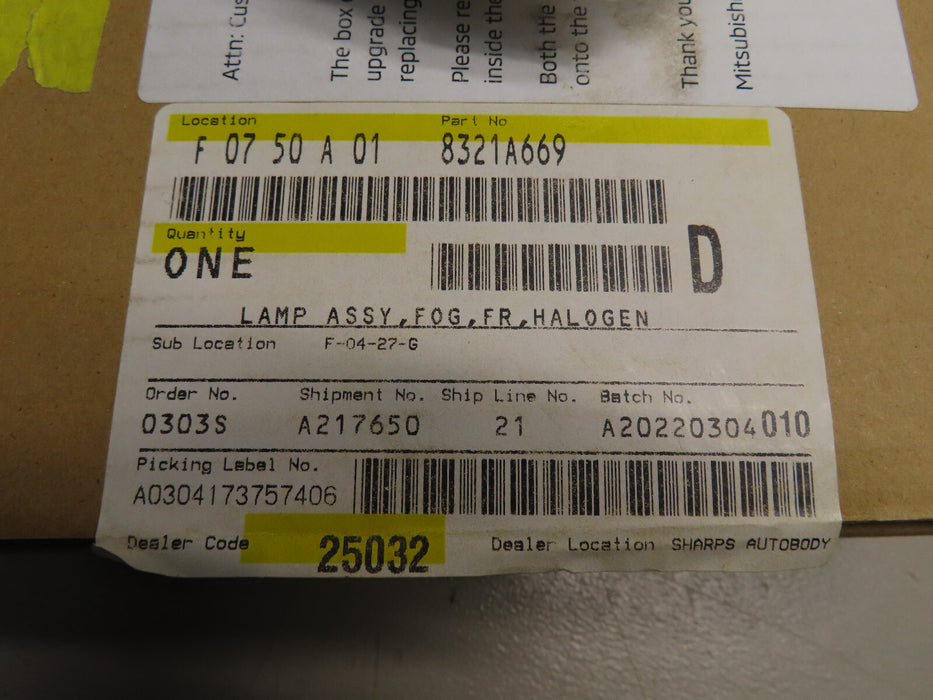 Attn: Cus
The box
upgrade
replacing
Please re
inside the
Both the
onto the
Thank you
Mitsubish
Location Part No
F 07 50 A 01 8321A669
Quantity
ONE D
LAMP ASSY,FOG,FR,HALOGEN
Sub Location F-04-27-G
Order No. Shipment No. Ship Line No. Batch No.
0303S A217650 21 A20220304010
Picking Label No.
A0304173757406
Dealer Code 25032 Dealer Location SHARPS AUTOBODY